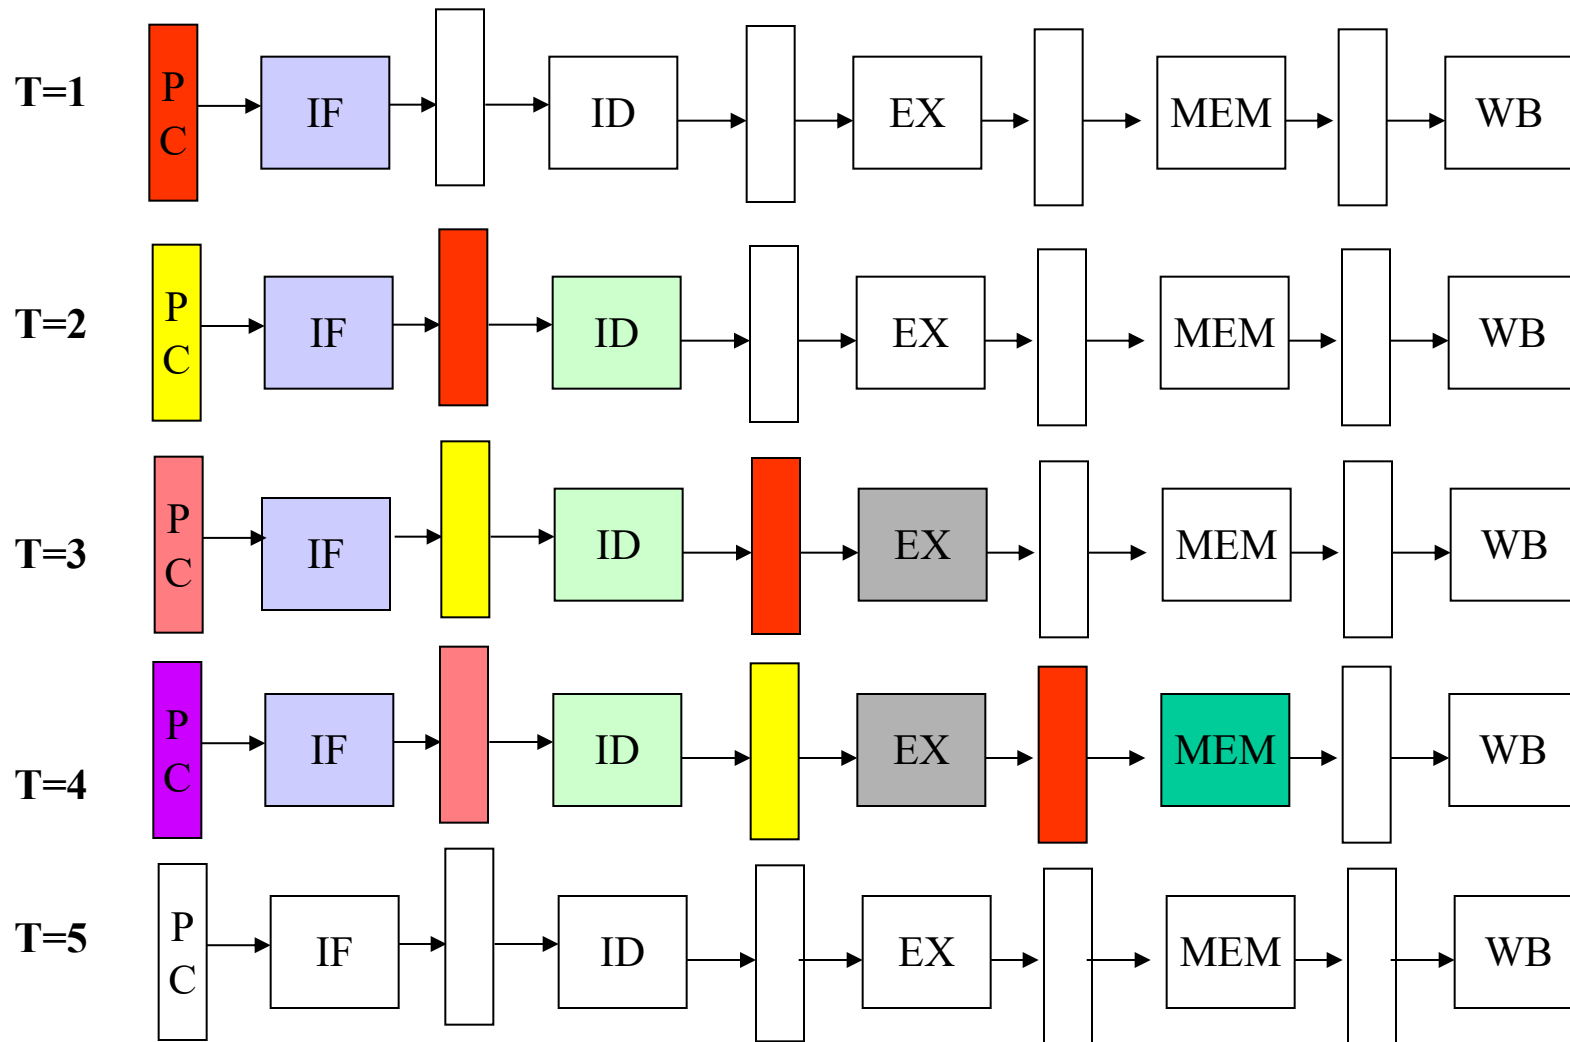 T=1 P C IF ID EX MEM WB
T=2 P C IF ID EX MEM WB
T=3 P C IF ID EX MEM WB
T=4 P C IF ID EX MEM WB
T=5 P C IF ID EX MEM WB